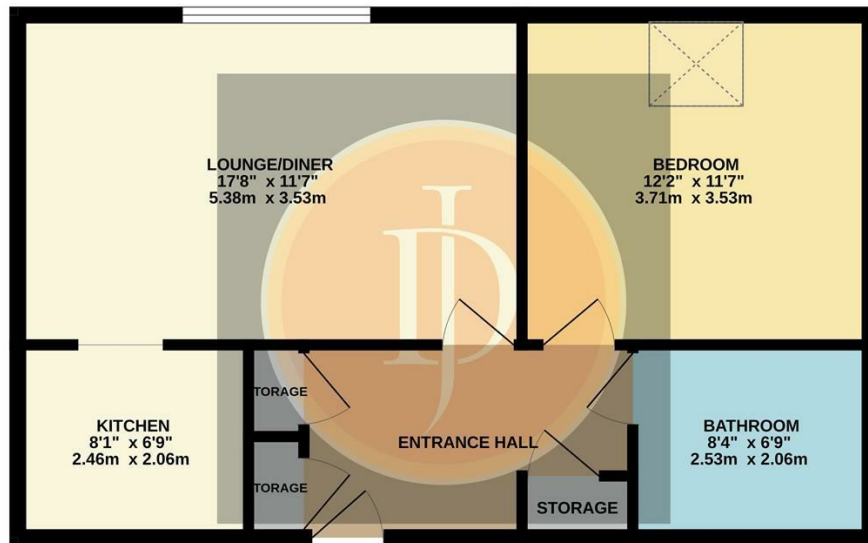 LOUNGE/DINER
17'8" x 11'7"
5.38m x 3.53m
BEDROOM
12'2" x 11'7"
3.71m x 3.53m
TORAGE
KITCHEN
8'1" x 6'9"
2.46m x 2.06m
ENTRANCE HALL
BATHROOM
8'4" x 6'9"
2.53m x 2.06m
TORAGE
STORAGE
JD